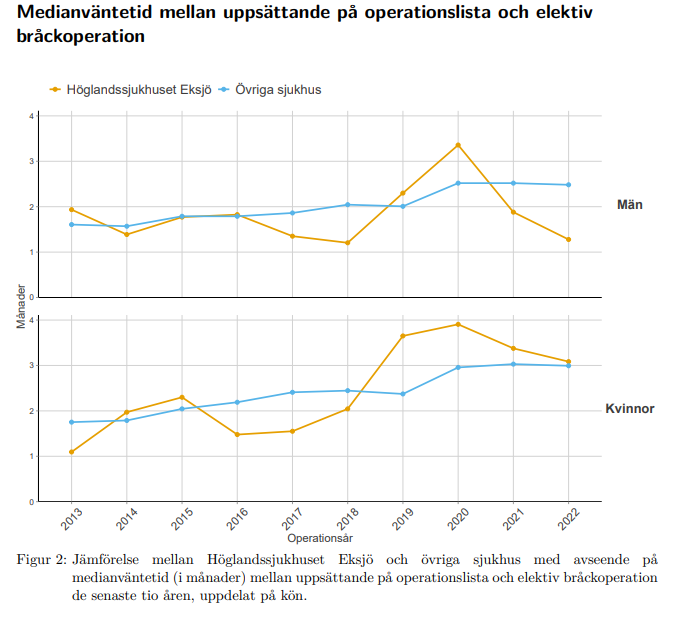 Medianväntetid mellan uppsättande på operationslista och elektiv
bråckoperation
Höglandssjukhuset Eksjö Övriga sjukhus
4
3
2
1
0
Män
Månader
4
3
2
1
0
Kvinnor
2013 2014 2015 2016 2017 2018 2019 2020 2021 2022
Operationsår
Figur 2: Jämförelse mellan Höglandssjukhuset Eksjö och övriga sjukhus med avseende på
medianväntetid (i månader) mellan uppsättande på operationslista och elektiv bråckoperation
de senaste tio åren, uppdelat på kön.